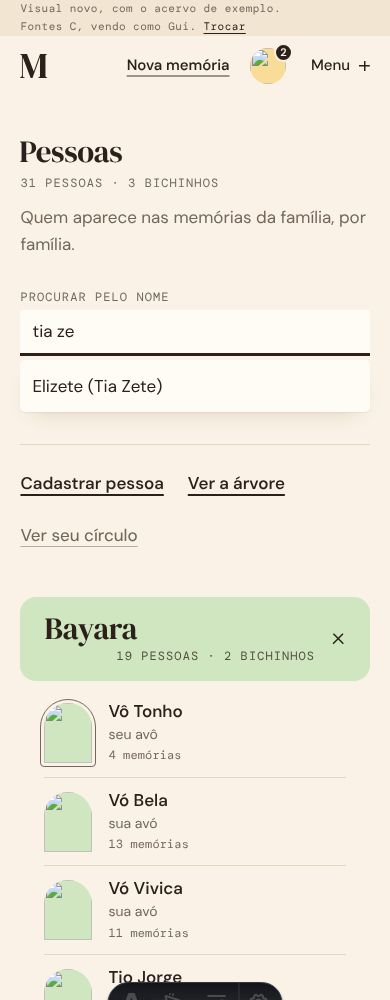 Visual novo, com o acervo de exemplo.
Fontes C, vendo como Gui. Trocar
M
Nova memória
2
Menu +
Pessoas
31 PESSOAS · 3 BICHINHOS
Quem aparece nas memórias da família, por
família.
PROCURAR PELO NOME
tia ze
Elizete (Tia Zete)
Cadastrar pessoa
Ver a árvore
Ver seu círculo
Bayara
19 PESSOAS · 2 BICHINHOS
Vô Tonho
seu avô
4 memórias
Vó Bela
sua avó
13 memórias
Vó Vivica
sua avó
11 memórias
Tio Jorge